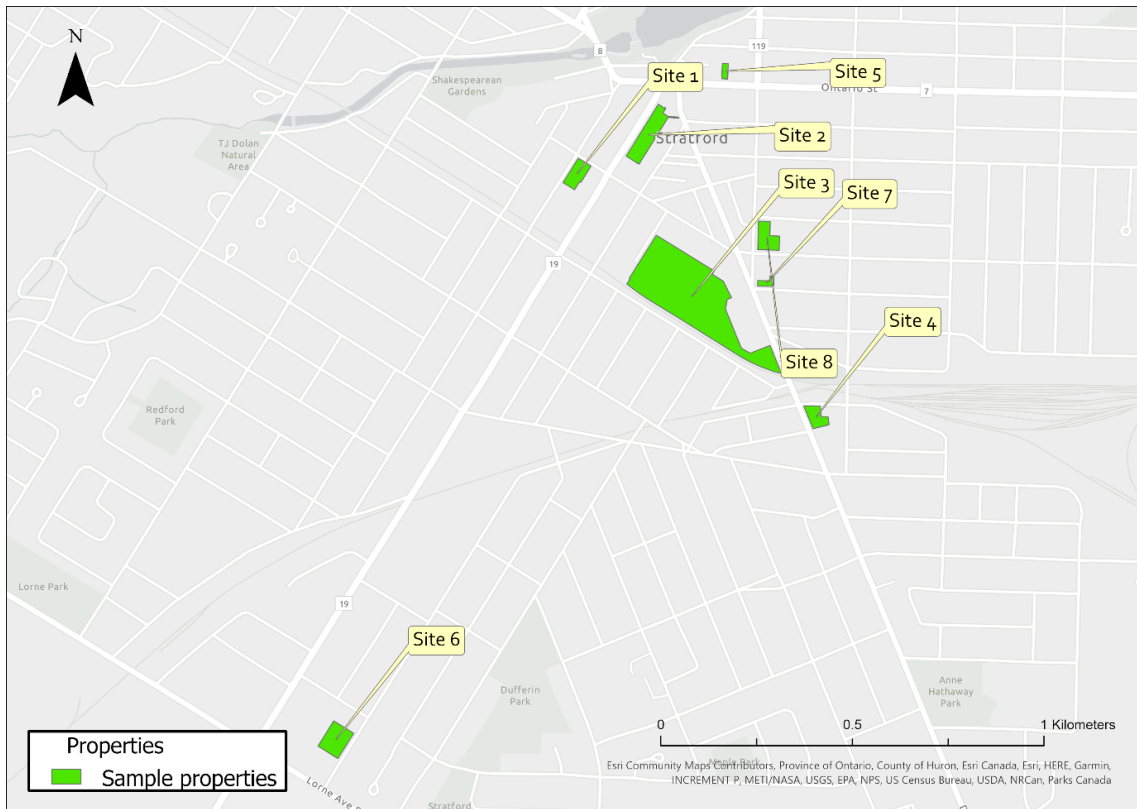 N
8
119
Shakespearean
Gardens
Site 1
Site 5
Ontario St
7
Site 2
Stratford
TJ Dolan
Natural
Area
Site 3
Site 7
19
Site 4
Site 8
Redford
Park
Lorne Park
19
Site 6
Dufferin
Park
Anne
Hathaway
Park
0
0.5
1 Kilometers
Properties
Sample properties
Maple Park
Esri Community Maps Contributors, Province of Ontario, County of Huron, Esri Canada, Esri, HERE, Garmin,
INCREMENT P, METI/NASA, USGS, EPA, NPS, US Census Bureau, USDA, NRCan, Parks Canada
Lorne Ave
Stratford